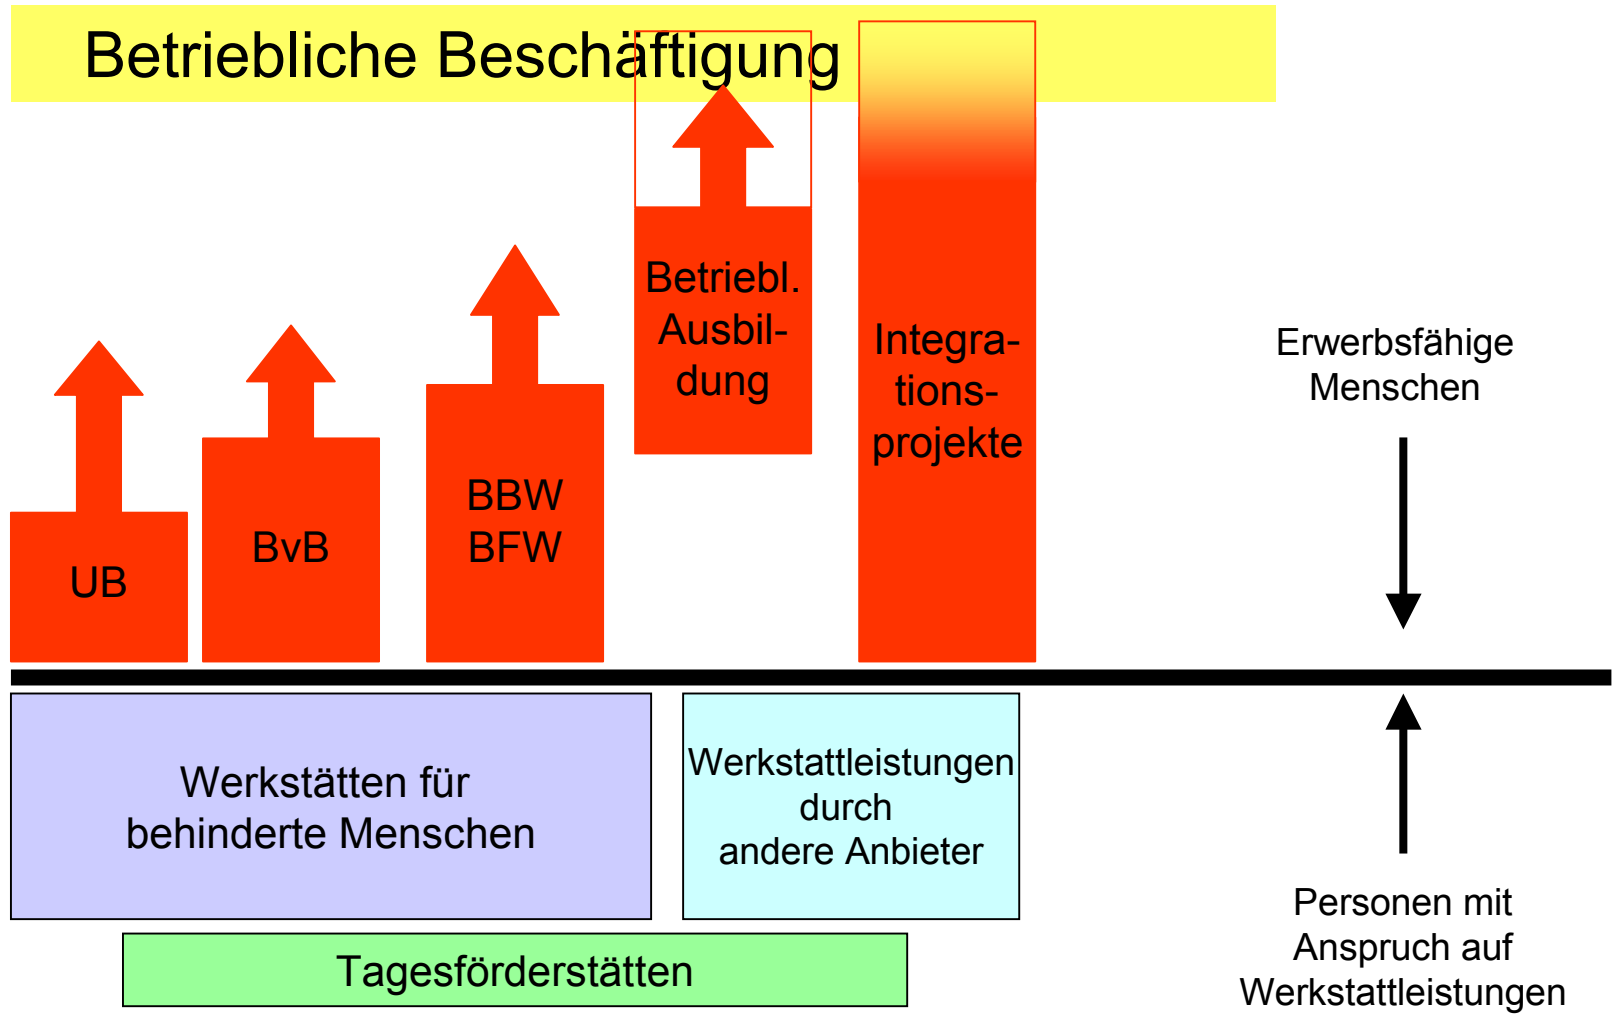 Betriebliche Beschäftigung
UB
BvB
BBW
BFW
Betriebl.
Ausbil-
dung
Integra-
tions-
projekte
Erwerbsfähige
Menschen
Werkstätten für
behinderte Menschen
Werkstattleistungen
durch
andere Anbieter
Tagesförderstätten
Personen mit
Anspruch auf
Werkstattleistungen